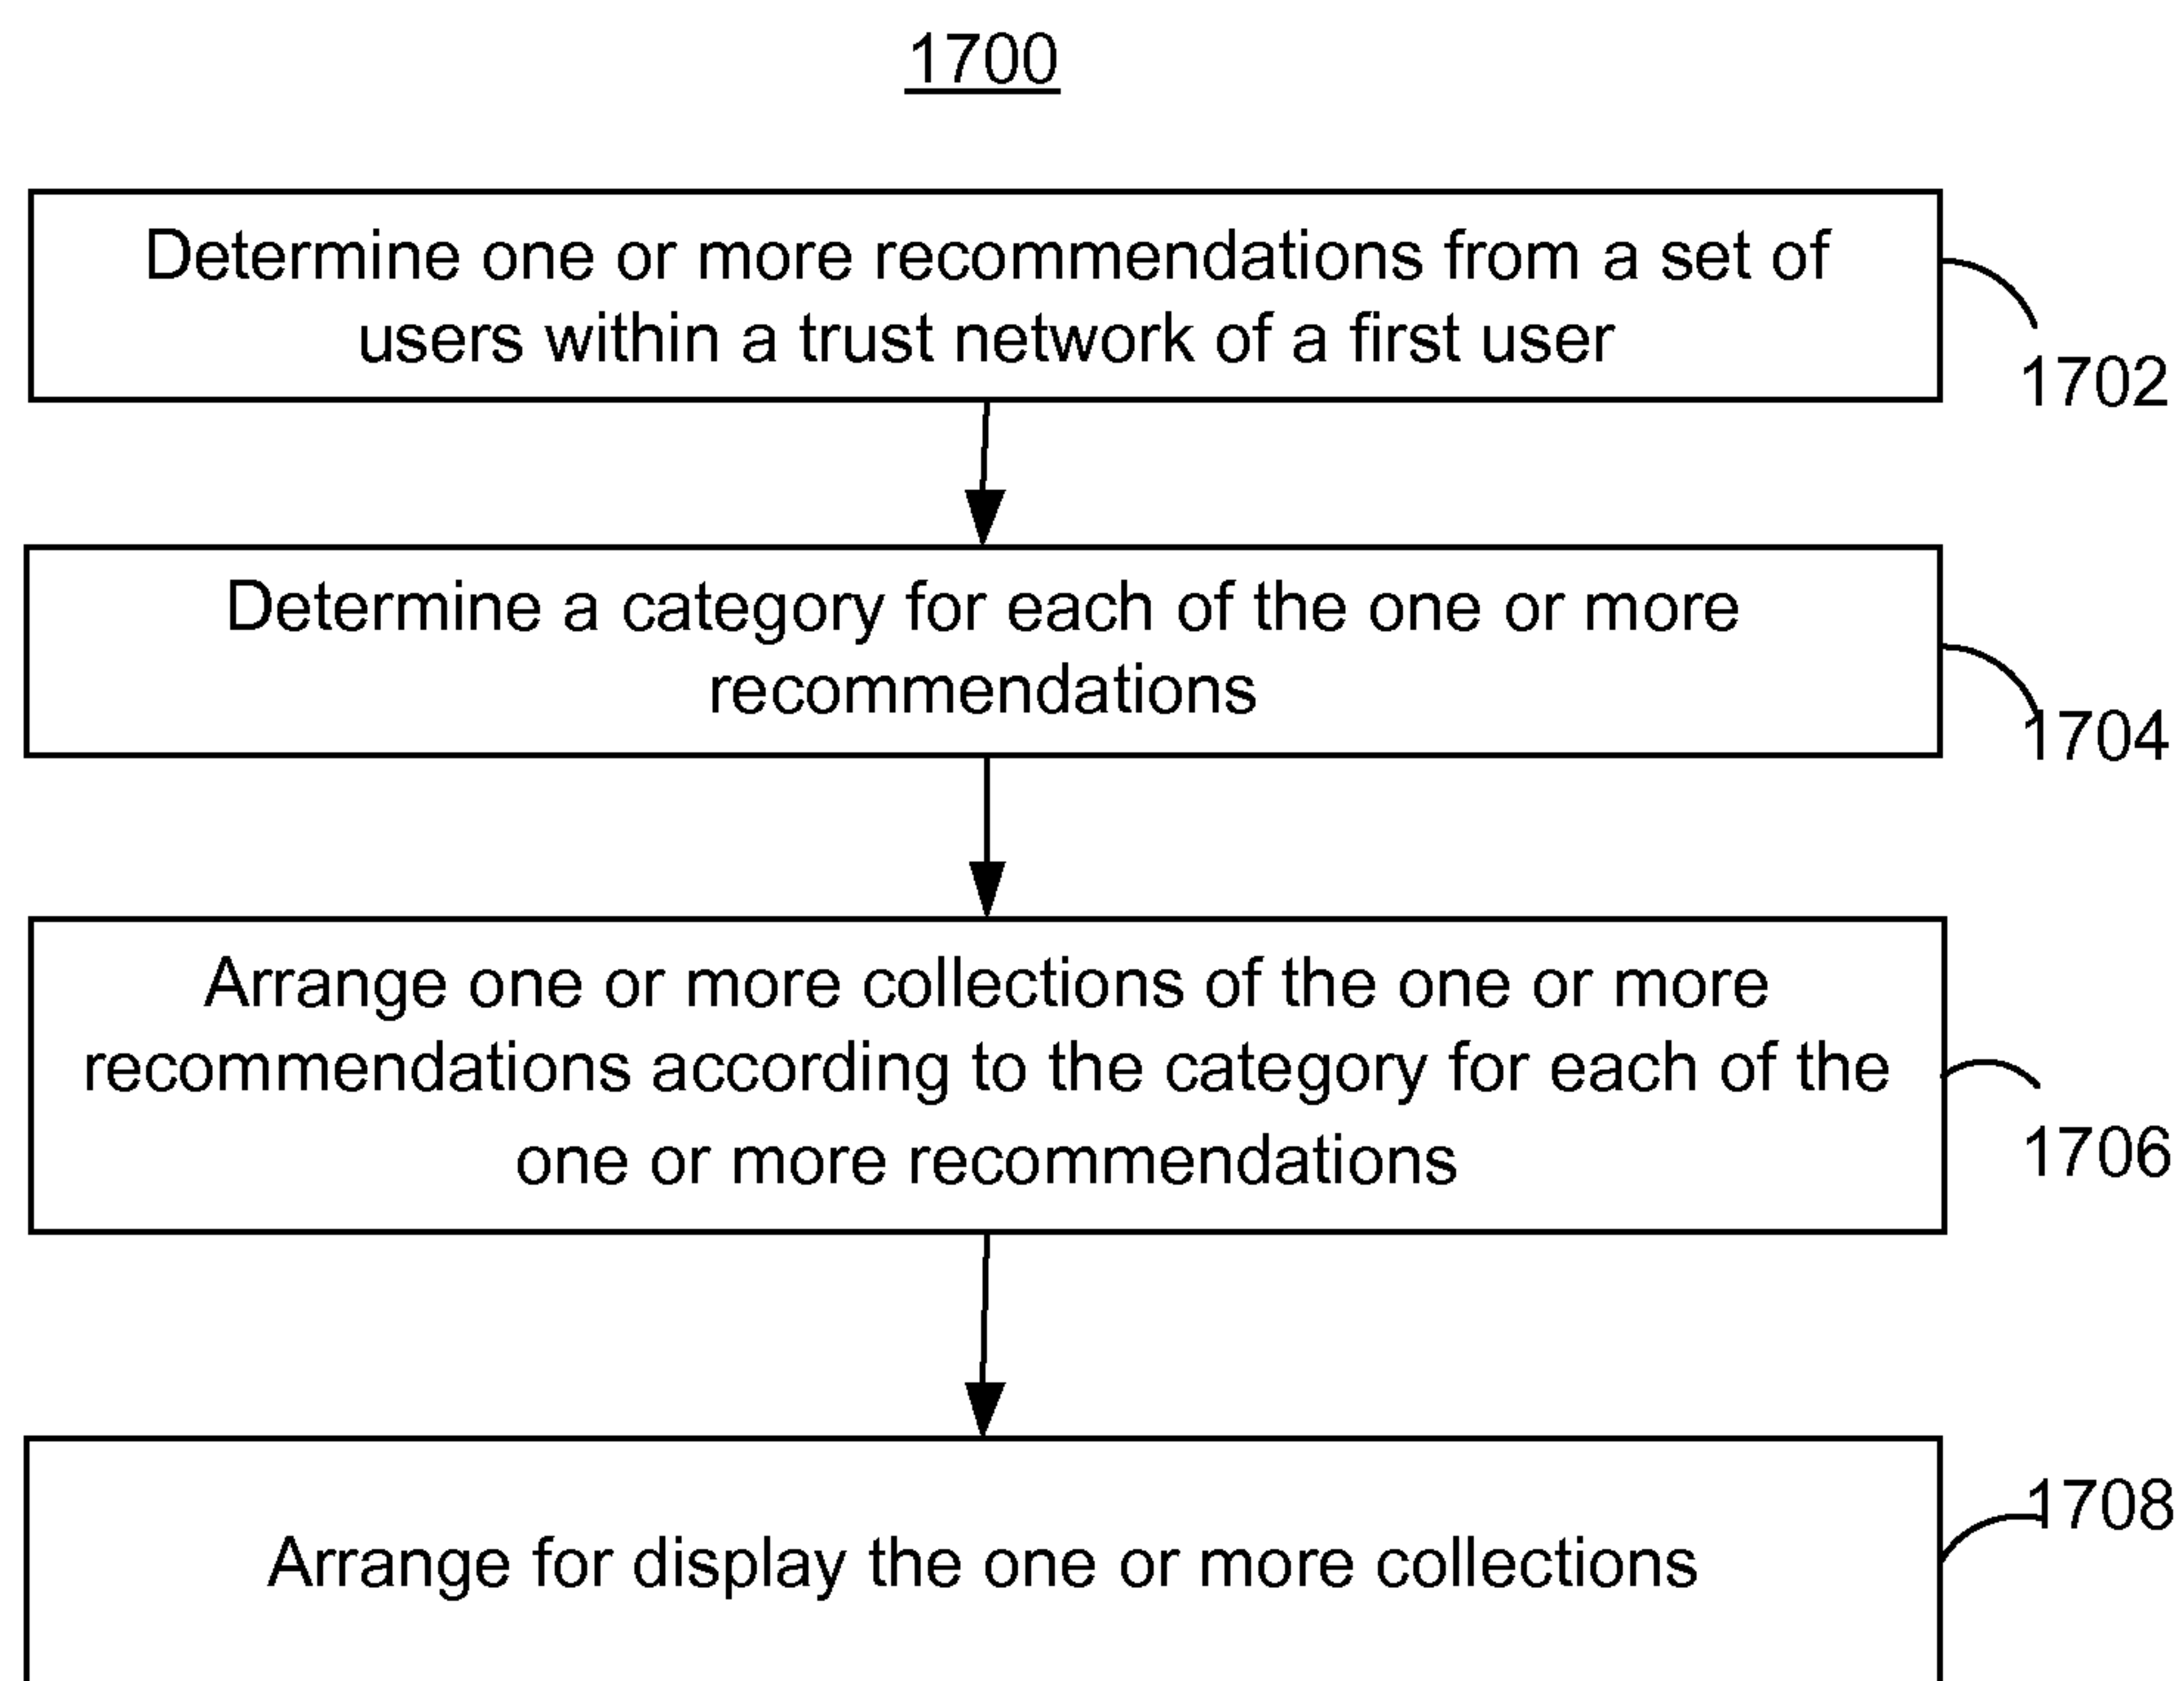 1700
Determine one or more recommendations from a set of
users within a trust network of a first user
1702
Determine a category for each of the one or more
recommendations
1704
Arrange one or more collections of the one or more
recommendations according to the category for each of the
one or more recommendations
1706
1708
Arrange for display the one or more collections